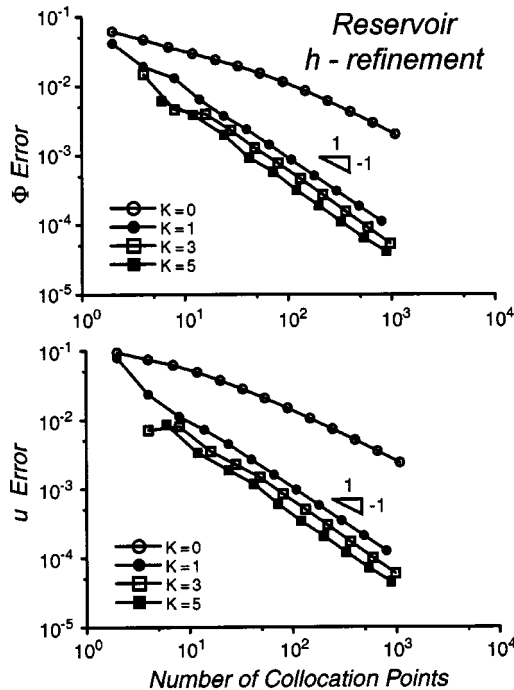 Reservoir
h - refinement
10^-1
10^-2
10^-3
10^-4
10^-5
Φ Error
1
-1
K = 0
K = 1
K = 3
K = 5
10^0 10^1 10^2 10^3 10^4
10^-1
10^-2
10^-3
10^-4
10^-5
u Error
1
-1
K = 0
K = 1
K = 3
K = 5
10^0 10^1 10^2 10^3 10^4
Number of Collocation Points